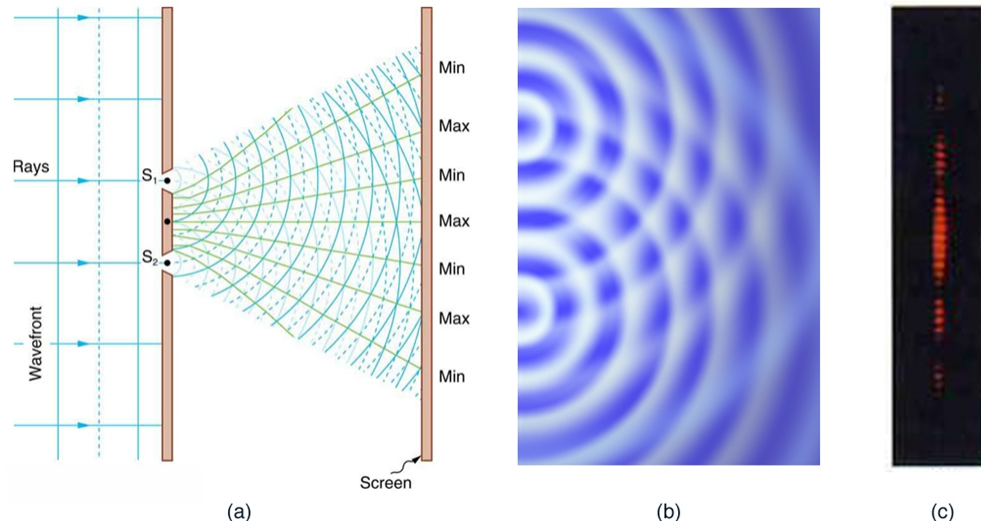 Rays
Wavefront
S1
S2
Min
Max
Min
Max
Min
Max
Min
Screen
(a)
(b)
(c)